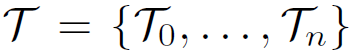 𝒯 = {𝒯₀, . . . , 𝒯ₙ}